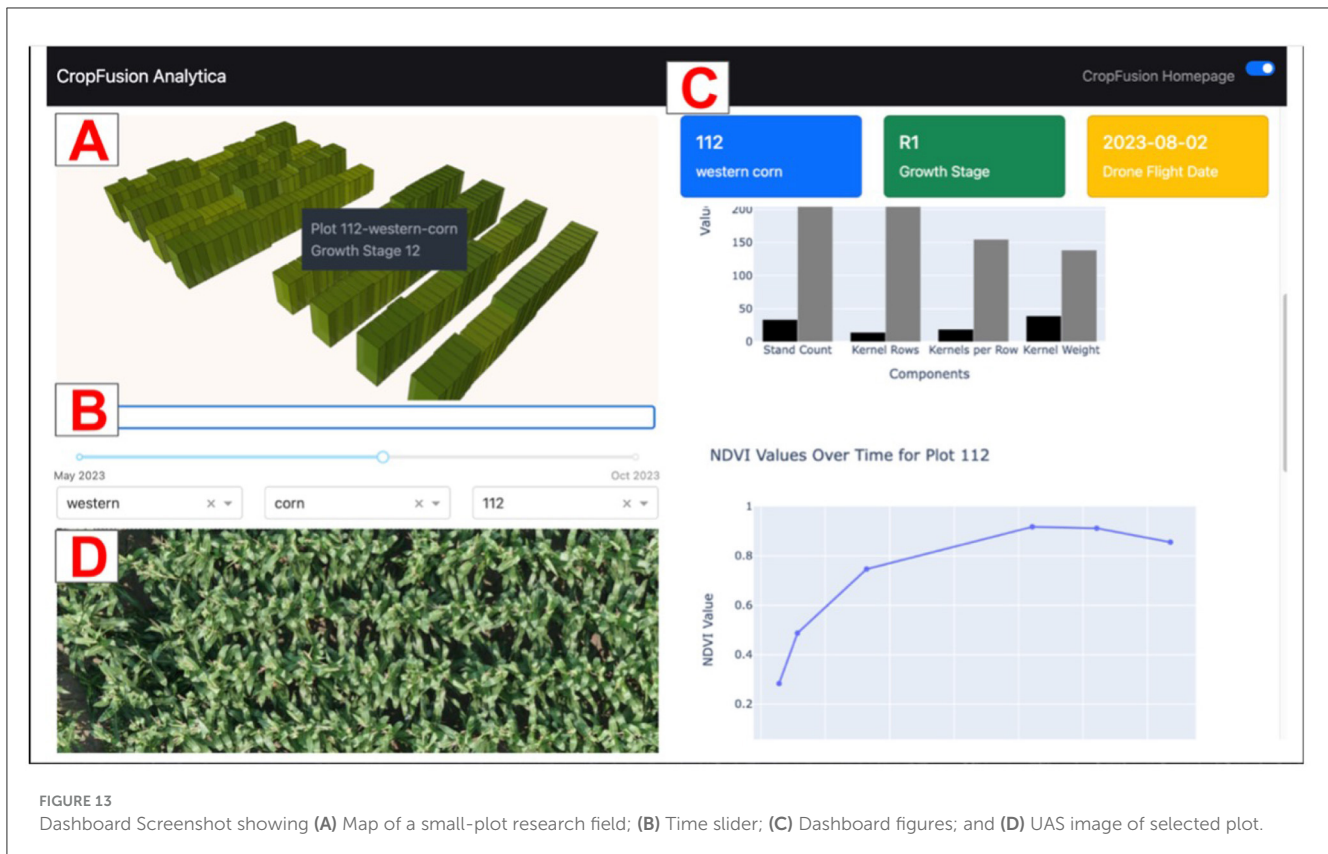 CropFusion Analytica
CropFusion Homepage
A
Plot 112-western-corn
Growth Stage 12
B
May 2023
Oct 2023
western
corn
112
D
C
112
western corn
R1
Growth Stage
2023-08-02
Drone Flight Date
Valu
200
150
100
50
0
Stand Count
Kernel Rows
Kernels per Row
Kernel Weight
Components
NDVI Values Over Time for Plot 112
NDVI Value
1
0.8
0.6
0.4
0.2
FIGURE 13
Dashboard Screenshot showing (A) Map of a small-plot research field; (B) Time slider; (C) Dashboard figures; and (D) UAS image of selected plot.